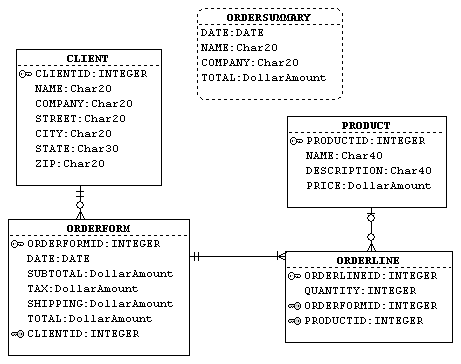 ORDERSUMMARY
DATE:DATE
NAME:Char20
COMPANY:Char20
TOTAL:DollarAmount
CLIENT
CLIENTID:INTEGER
NAME:Char20
COMPANY:Char20
STREET:Char20
CITY:Char20
STATE:Char30
ZIP:Char20
PRODUCT
PRODUCTID:INTEGER
NAME:Char40
DESCRIPTION:Char40
PRICE:DollarAmount
ORDERFORM
ORDERFORMID:INTEGER
DATE:DATE
SUBTOTAL:DollarAmount
TAX:DollarAmount
SHIPPING:DollarAmount
TOTAL:DollarAmount
CLIENTID:INTEGER
ORDERLINE
ORDERLINEID:INTEGER
QUANTITY:INTEGER
ORDERFORMID:INTEGER
PRODUCTID:INTEGER